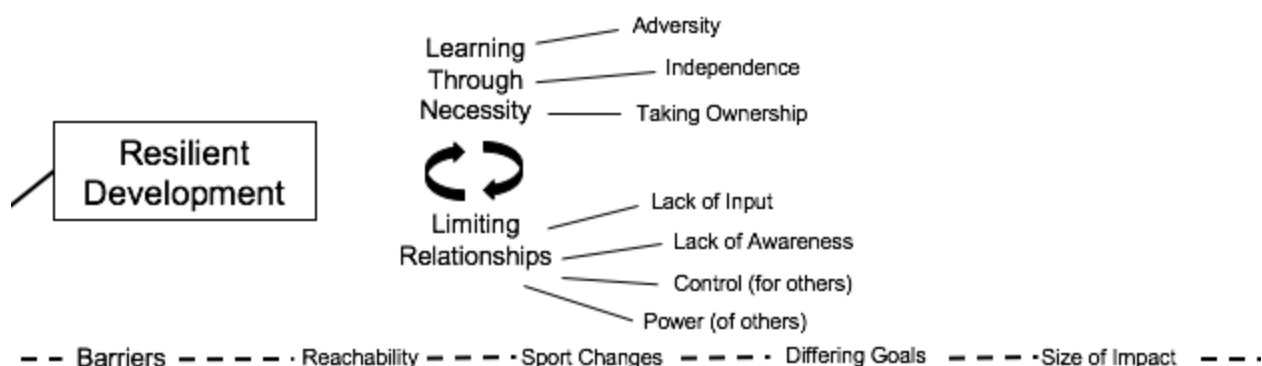 Resilient
Development
Learning
Through
Necessity
Adversity
Independence
Taking Ownership
Limiting
Relationships
Lack of Input
Lack of Awareness
Control (for others)
Power (of others)
Barriers Reachability Sport Changes Differing Goals Size of Impact